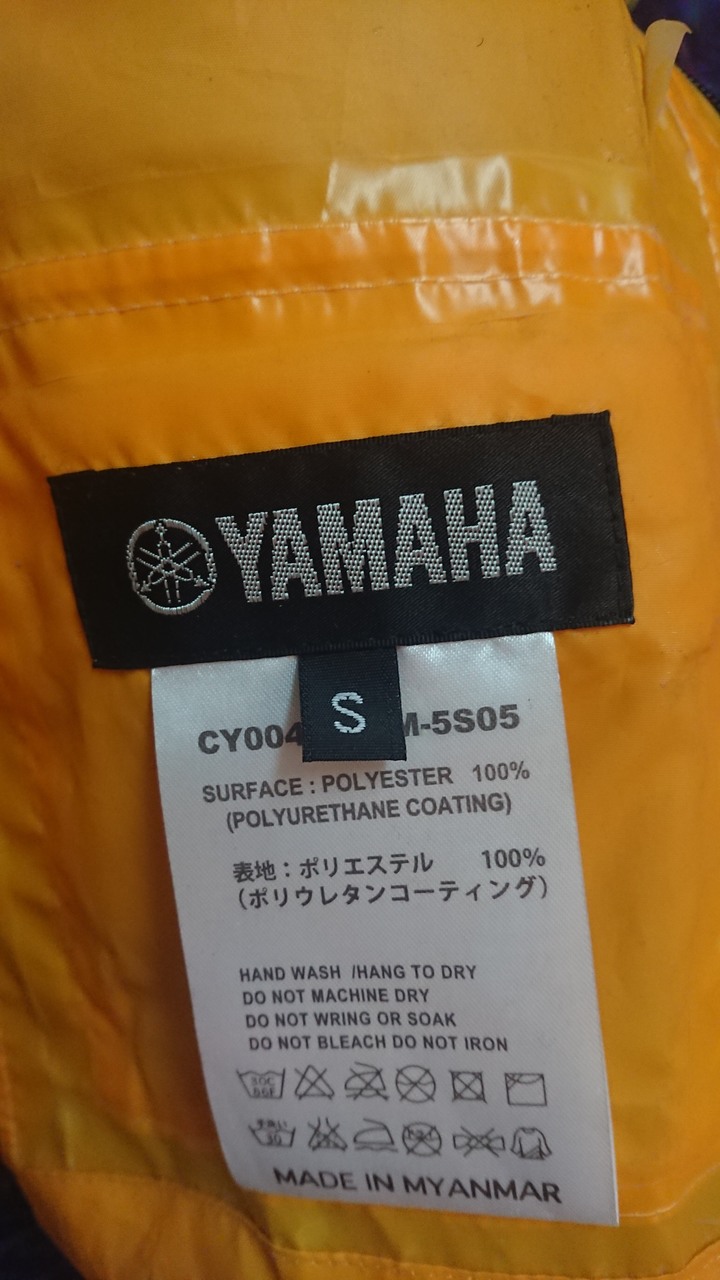 YAMAHA
S
CY004 M-5S05
SURFACE : POLYESTER 100%
(POLYURETHANE COATING)
表地：ポリエステル 100%
（ポリウレタンコーティング）
HAND WASH /HANG TO DRY
DO NOT MACHINE DRY
DO NOT WRING OR SOAK
DO NOT BLEACH DO NOT IRON
MADE IN MYANMAR